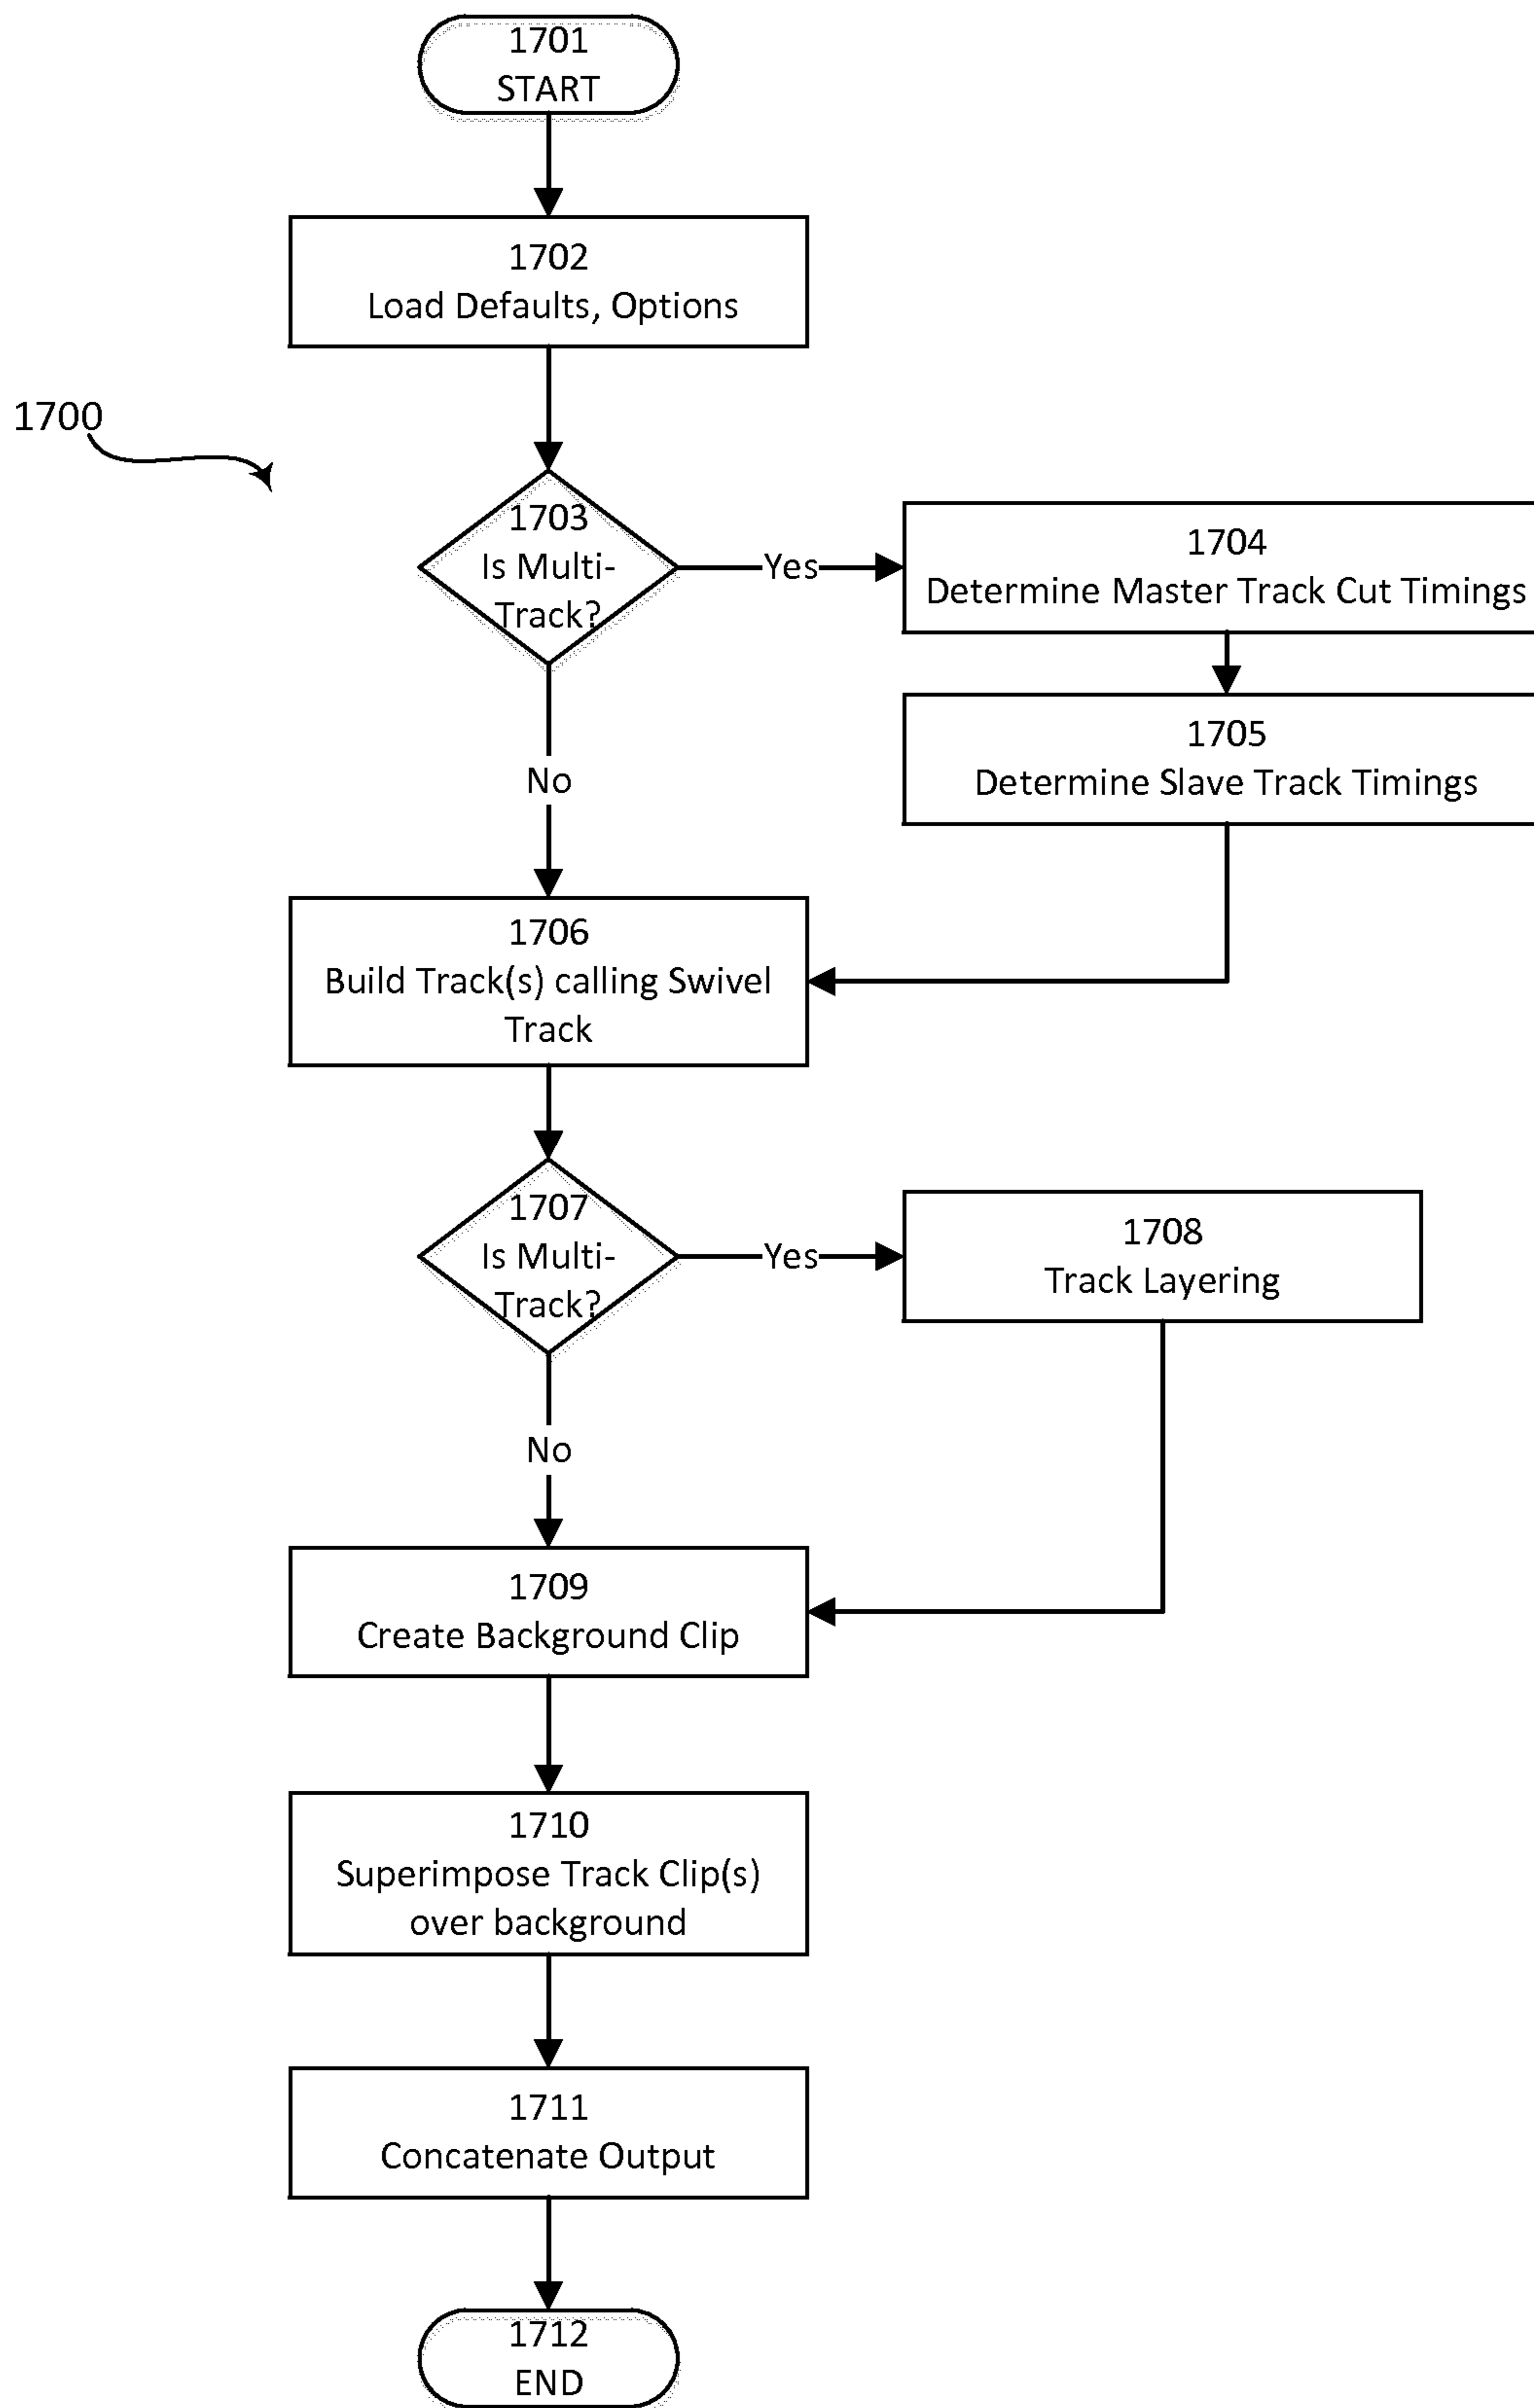 1701
START
1702
Load Defaults, Options
1700
1703
Is Multi-
Track?
Yes
1704
Determine Master Track Cut Timings
1705
Determine Slave Track Timings
No
1706
Build Track(s) calling Swivel
Track
1707
Is Multi-
Track?
Yes
1708
Track Layering
No
1709
Create Background Clip
1710
Superimpose Track Clip(s)
over background
1711
Concatenate Output
1712
END